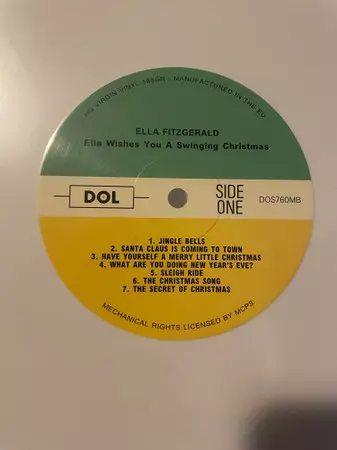 HQ VIRGIN VINYL 180GR - MANUFACTURED IN THE EU
ELLA FITZGERALD
Ella Wishes You A Swinging Christmas
DOL
SIDE
ONE
DOS760MB
1. JINGLE BELLS
2. SANTA CLAUS IS COMING TO TOWN
3. HAVE YOURSELF A MERRY LITTLE CHRISTMAS
4. WHAT ARE YOU DOING NEW YEAR'S EVE?
5. SLEIGH RIDE
6. THE CHRISTMAS SONG
7. THE SECRET OF CHRISTMAS
MECHANICAL RIGHTS LICENSED BY MCPS